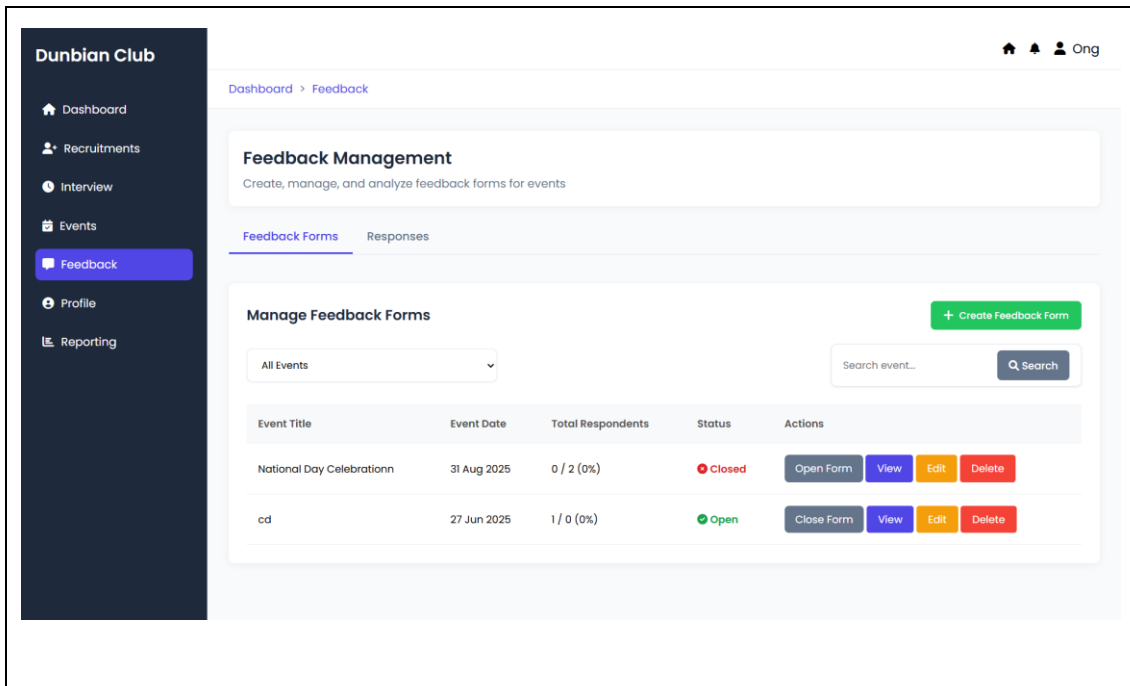 Dunbian Club
Ong
Dashboard > Feedback
Dashboard
Recruitments
Interview
Events
Feedback
Profile
Reporting
Feedback Management
Create, manage, and analyze feedback forms for events
Feedback Forms Responses
Manage Feedback Forms
+ Create Feedback Form
All Events
Search event...
Search
Event Title Event Date Total Respondents Status Actions
National Day Celebrationn 31 Aug 2025 0 / 2 (0%) Closed Open Form View Edit Delete
cd 27 Jun 2025 1 / 0 (0%) Open Close Form View Edit Delete